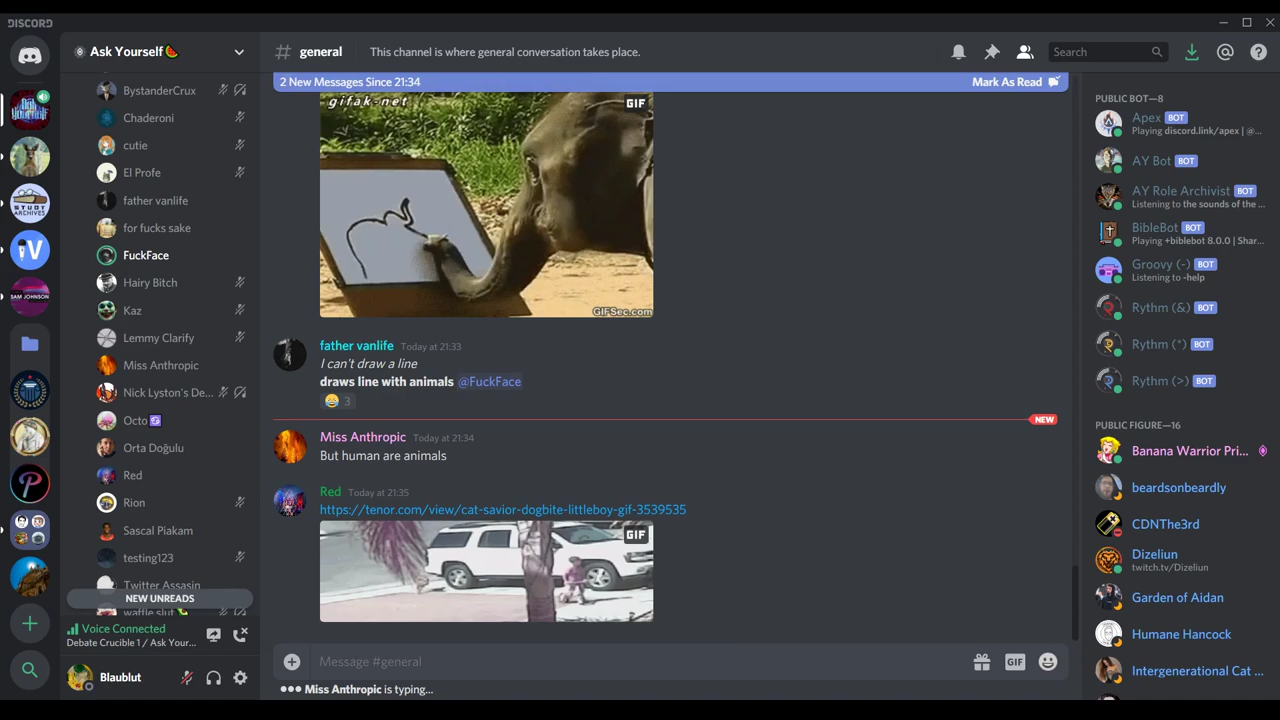 DISCORD
Ask Yourself🍉
BystanderCrux
Chaderoni
cutie
El Profe
father vanlife
for fucks sake
FuckFace
Hairy Bitch
Kaz
Lemmy Clarify
Miss Anthropic
Nick Lyston's De...
Octo
Orta Doğulu
Red
Rion
Sascal Piakam
testing123
Twitter Assasin
waffle slut 🍉
NEW UNREADS
Voice Connected
Debate Crucible 1 / Ask Your...
Blaublut
STUDY
ARCHIVES
V
SAM JOHNSON
# general
This channel is where general conversation takes place.
Search
2 New Messages Since 21:34
Mark As Read
gifak-net
GIF
GIFSec.com
father vanlife Today at 21:33
I can't draw a line
draws line with animals @FuckFace
😂 3
NEW
Miss Anthropic Today at 21:34
But human are animals
Red Today at 21:35
https://tenor.com/view/cat-savior-dogbite-littleboy-gif-3539535
GIF
Message #general
GIF
Miss Anthropic is typing...
PUBLIC BOT—8
Apex BOT
Playing discord.link/apex | @...
AY Bot BOT
AY Role Archivist BOT
Listening to the sounds of the ...
BibleBot BOT
Playing +biblebot 8.0.0 | Shar...
Groovy (-) BOT
Listening to -help
Rythm (&) BOT
Rythm (*) BOT
Rythm (>) BOT
PUBLIC FIGURE—16
Banana Warrior Pri...
beardsonbeardly
CDNThe3rd
Dizeliun
twitch.tv/Dizeliun
Garden of Aidan
Humane Hancock
Intergenerational Cat ...